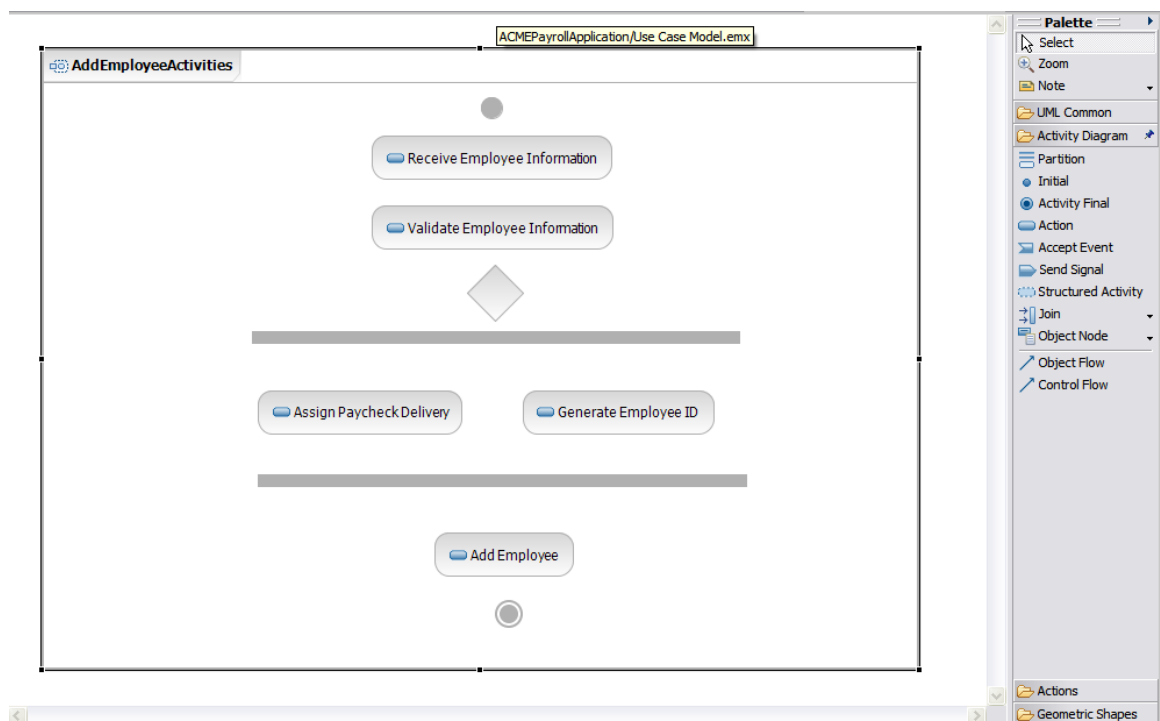 ACMEPayrollApplication/Use Case Model.emx
AddEmployeeActivities
Receive Employee Information
Validate Employee Information
Assign Paycheck Delivery
Generate Employee ID
Add Employee
Palette
Select
Zoom
Note
UML Common
Activity Diagram
Partition
Initial
Activity Final
Action
Accept Event
Send Signal
Structured Activity
Join
Object Node
Object Flow
Control Flow
Actions
Geometric Shapes